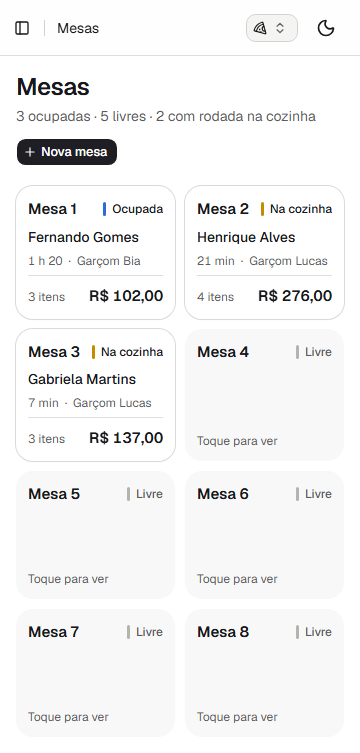 Mesas
Mesas
3 ocupadas · 5 livres · 2 com rodada na cozinha
+ Nova mesa
Mesa 1 Ocupada
Fernando Gomes
1 h 20 · Garçom Bia
3 itens R$ 102,00
Mesa 2 Na cozinha
Henrique Alves
21 min · Garçom Lucas
4 itens R$ 276,00
Mesa 3 Na cozinha
Gabriela Martins
7 min · Garçom Lucas
3 itens R$ 137,00
Mesa 4 Livre
Toque para ver
Mesa 5 Livre
Toque para ver
Mesa 6 Livre
Toque para ver
Mesa 7 Livre
Toque para ver
Mesa 8 Livre
Toque para ver